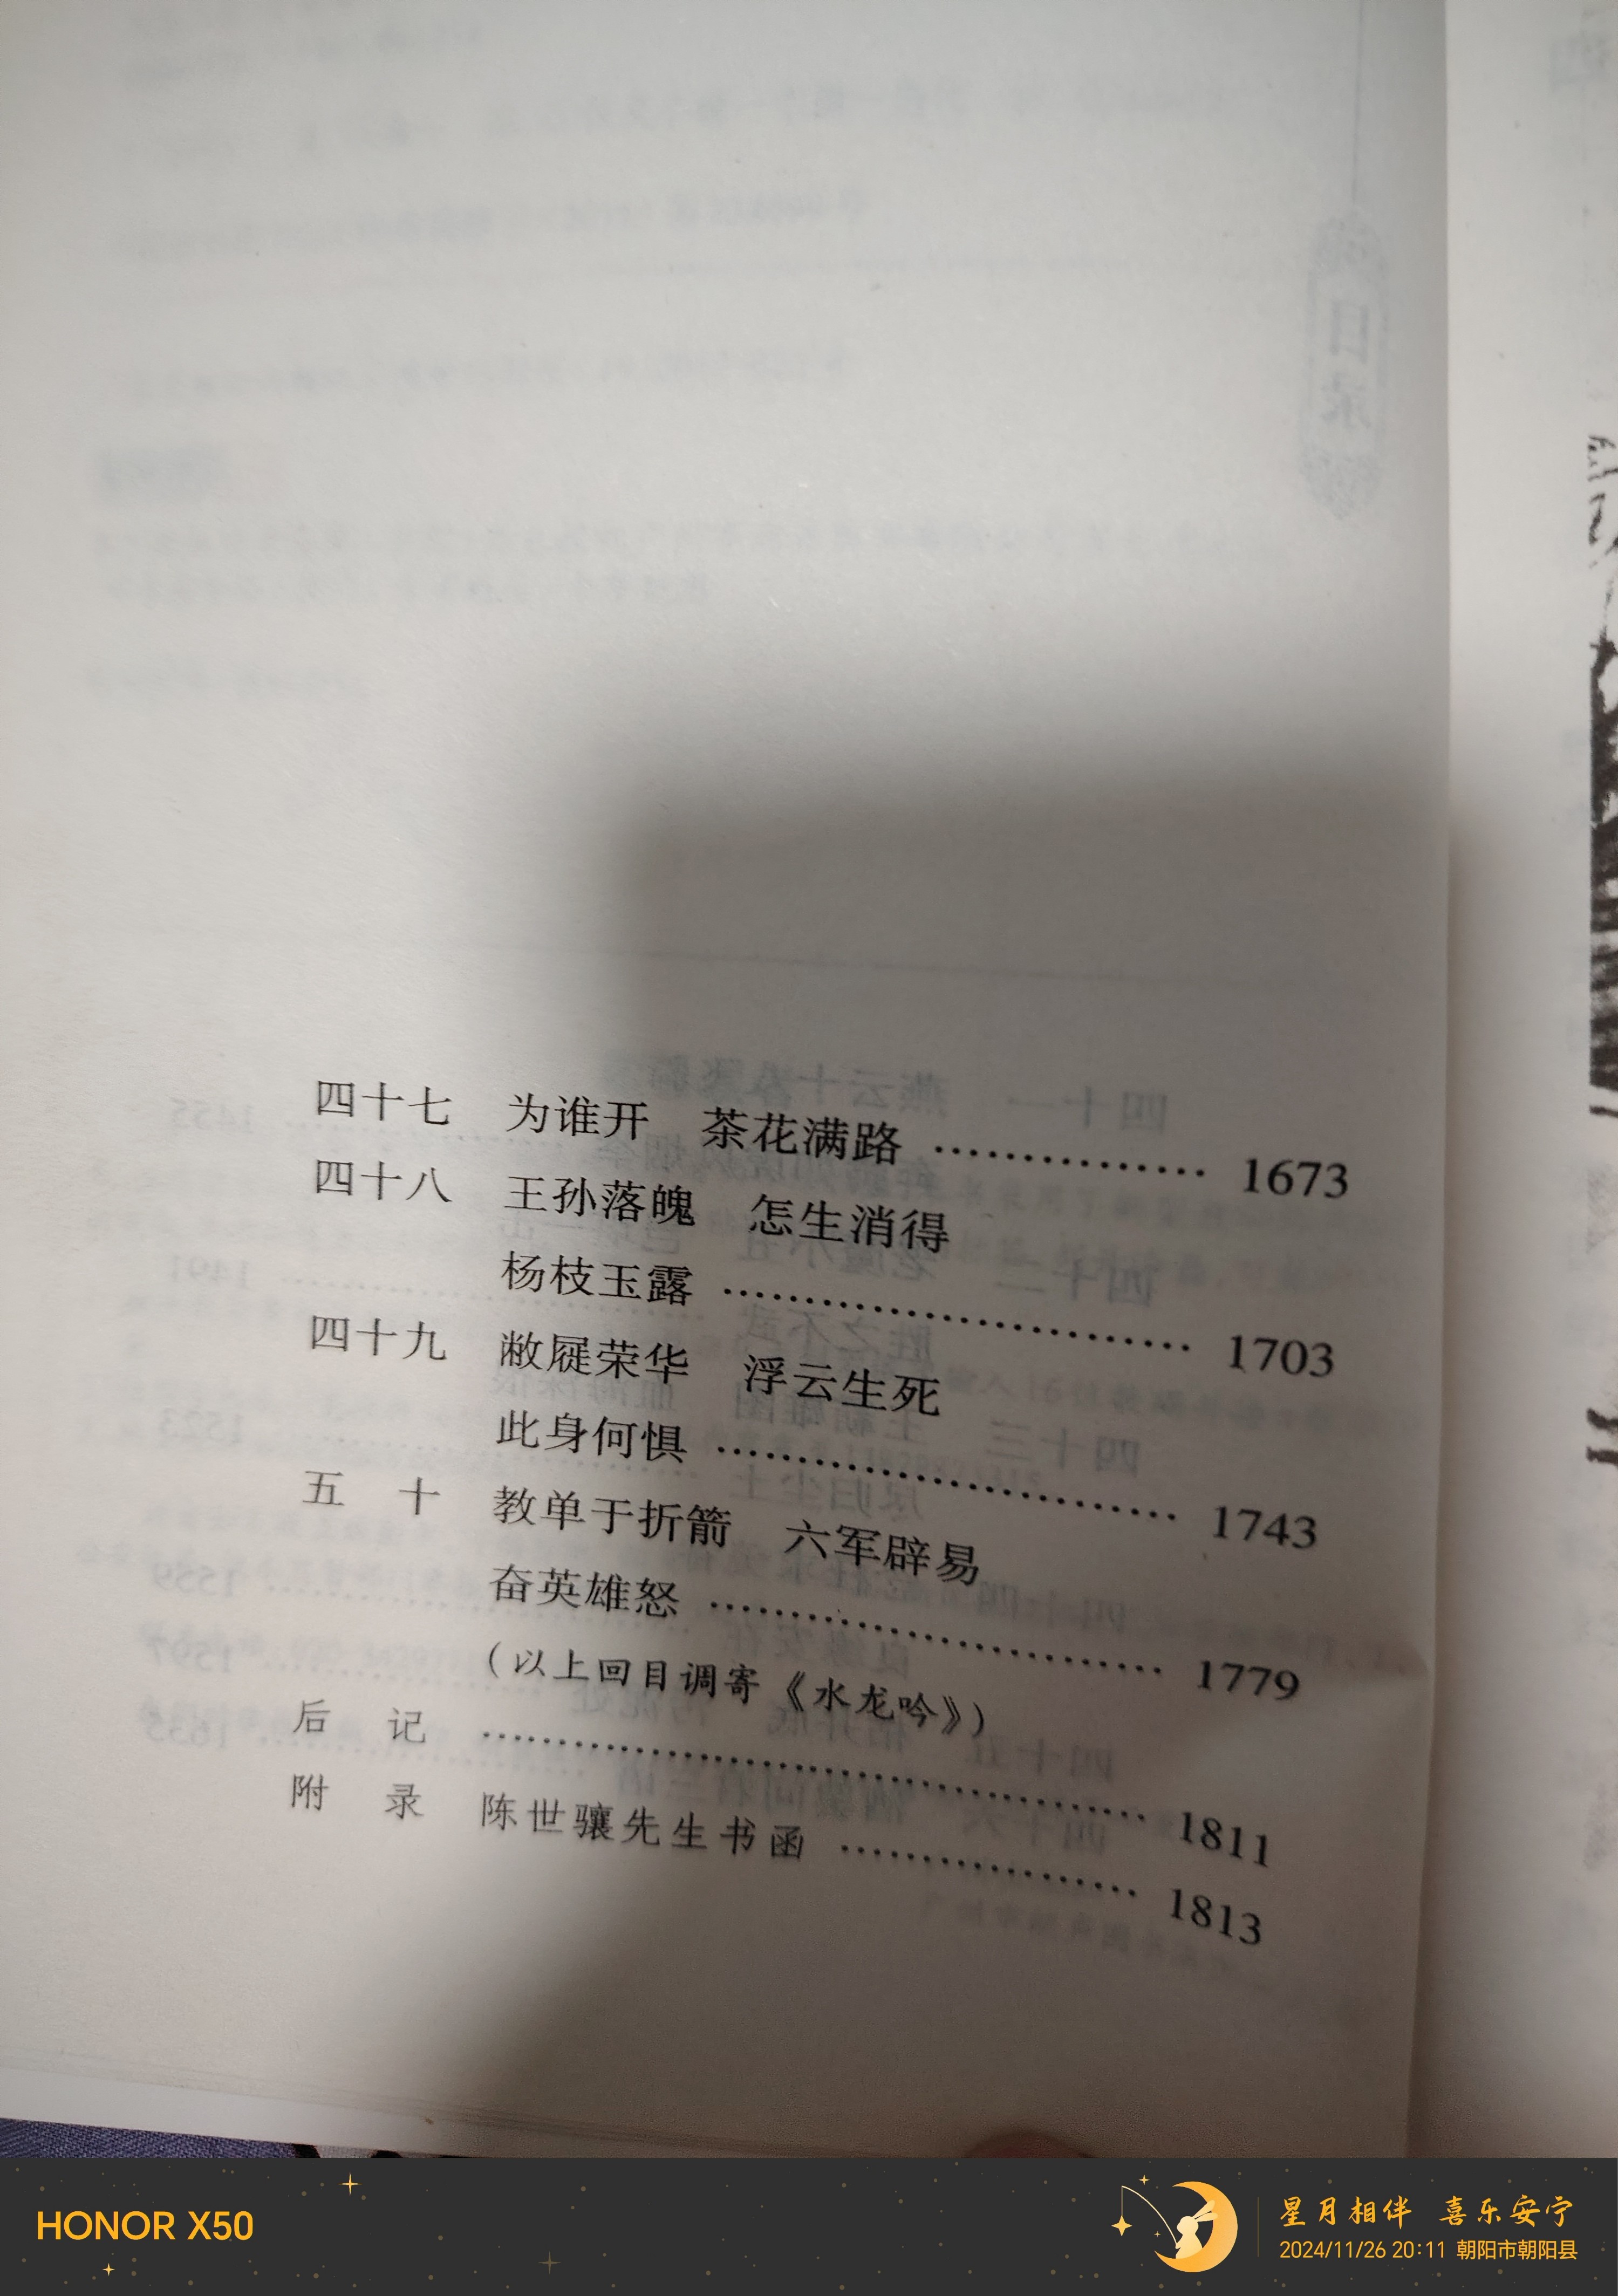 四十七 为谁开 茶花满路 …………… 1673
四十八 王孙落魄 怎生消得
杨枝玉露 …………………… 1703
四十九 敝屣荣华 浮云生死
此身何惧 …………………… 1743
五 十 教单于折箭 六军辟易
奋英雄怒 …………………… 1779
(以上回目调寄《水龙吟》)
后 记 …………………………… 1811
附 录 陈世骧先生书函 …………… 1813
HONOR X50
星月相伴 喜乐安宁
2024/11/26 20:11 朝阳市朝阳县